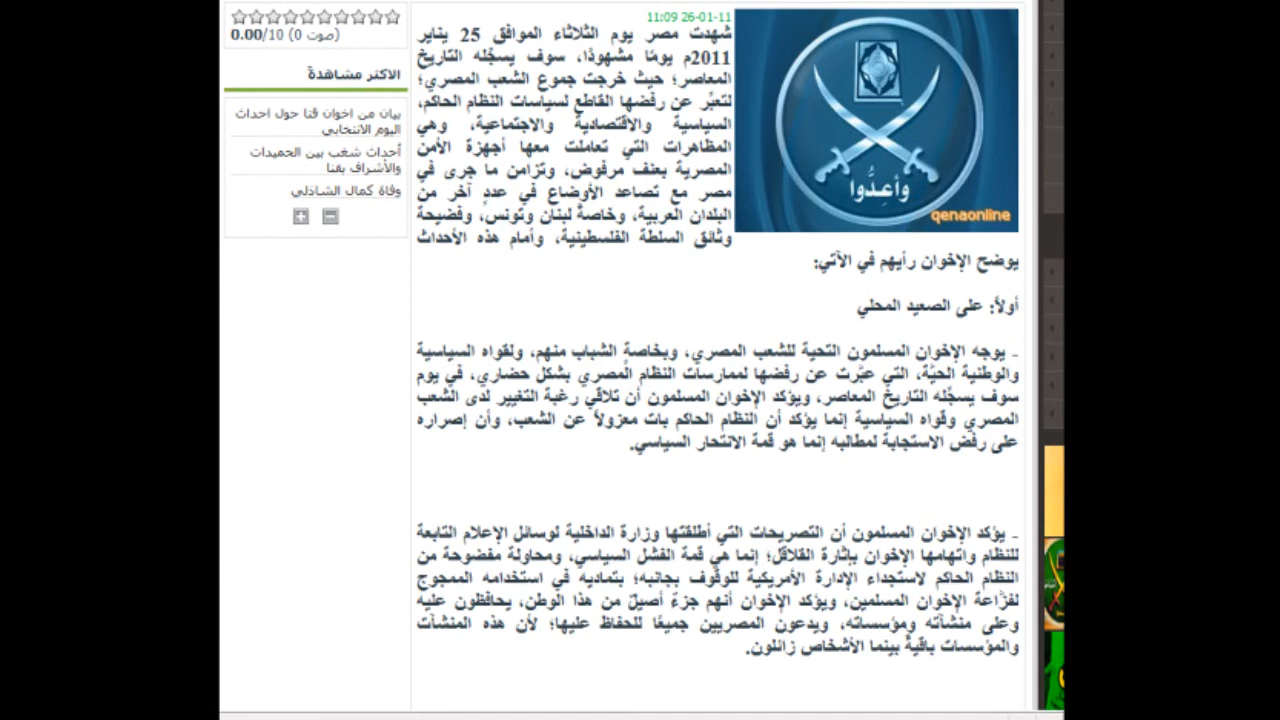 11:09 26-01-11
شهدت مصر يوم الثلاثاء الموافق 25 يناير
2011م يومًا مشهودًا، سوف يسجِّله التاريخ
المعاصر؛ حيث خرجت جموع الشعب المصري؛
لتعبِّر عن رفضها القاطع لسياسات النظام الحاكم،
السياسية والاقتصادية والاجتماعية، وهي
المظاهرات التي تعاملت معها أجهزة الأمن
المصرية بعنف مرفوض، وتزامن ما جرى في
مصر مع تصاعد الأوضاع في عددٍ آخر من
البلدان العربية، وخاصةً لبنان وتونس، وفضيحة
وثائق السلطة الفلسطينية، وأمام هذه الأحداث
يوضح الإخوان رأيهم في الآتي:
أولاً: على الصعيد المحلي
- يوجه الإخوان المسلمون التحية للشعب المصري، وبخاصةٍ الشباب منهم، ولقواه السياسية
والوطنية الحيَّة، التي عبَّرت عن رفضها لممارسات النظام المصري بشكل حضاري، في يوم
سوف يسجِّله التاريخ المعاصر، ويؤكد الإخوان المسلمون أن تلاقي رغبة التغيير لدى الشعب
المصري وقواه السياسية إنما يؤكد أن النظام الحاكم بات معزولاً عن الشعب، وأن إصراره
على رفض الاستجابة لمطالبه إنما هو قمة الانتحار السياسي.
- يؤكد الإخوان المسلمون أن التصريحات التي أطلقتها وزارة الداخلية لوسائل الإعلام التابعة
للنظام واتهامها الإخوان بإثارة القلاقل؛ إنما هي قمة الفشل السياسي، ومحاولة مفضوحة من
النظام الحاكم لاستجداء الإدارة الأمريكية للوقوف بجانبه؛ بتماديه في استخدامه الممجوج
لفزَّاعة الإخوان المسلمين، ويؤكد الإخوان أنهم جزءٌ أصيلٌ من هذا الوطن، يحافظون عليه
وعلى منشآته ومؤسساته، ويدعون المصريين جميعًا للحفاظ عليها؛ لأن هذه المنشآت
والمؤسسات باقيةٌ بينما الأشخاص زائلون.
وأعِدُّوا
qenaonline
0.00/10 (0 صوت)
الاكثر مشاهدةً
بيان من اخوان قنا حول احداث
اليوم الانتخابى
أحداث شغب بين الحميدات
والأشراف بقنا
وفاة كمال الشاذلي